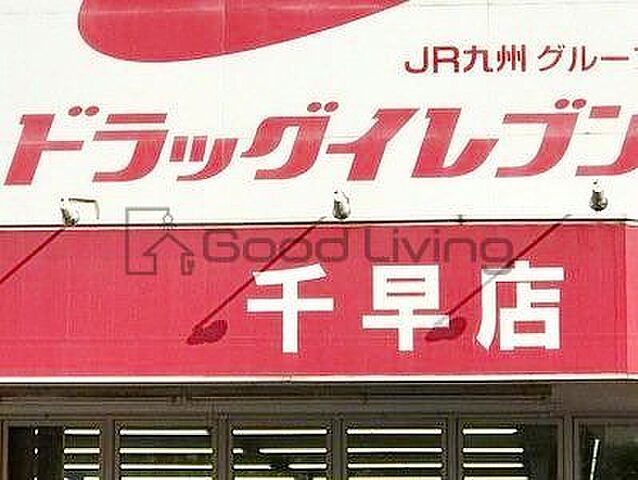 JR九州 グルー
ドラッグイレブン
Good Living
千早店